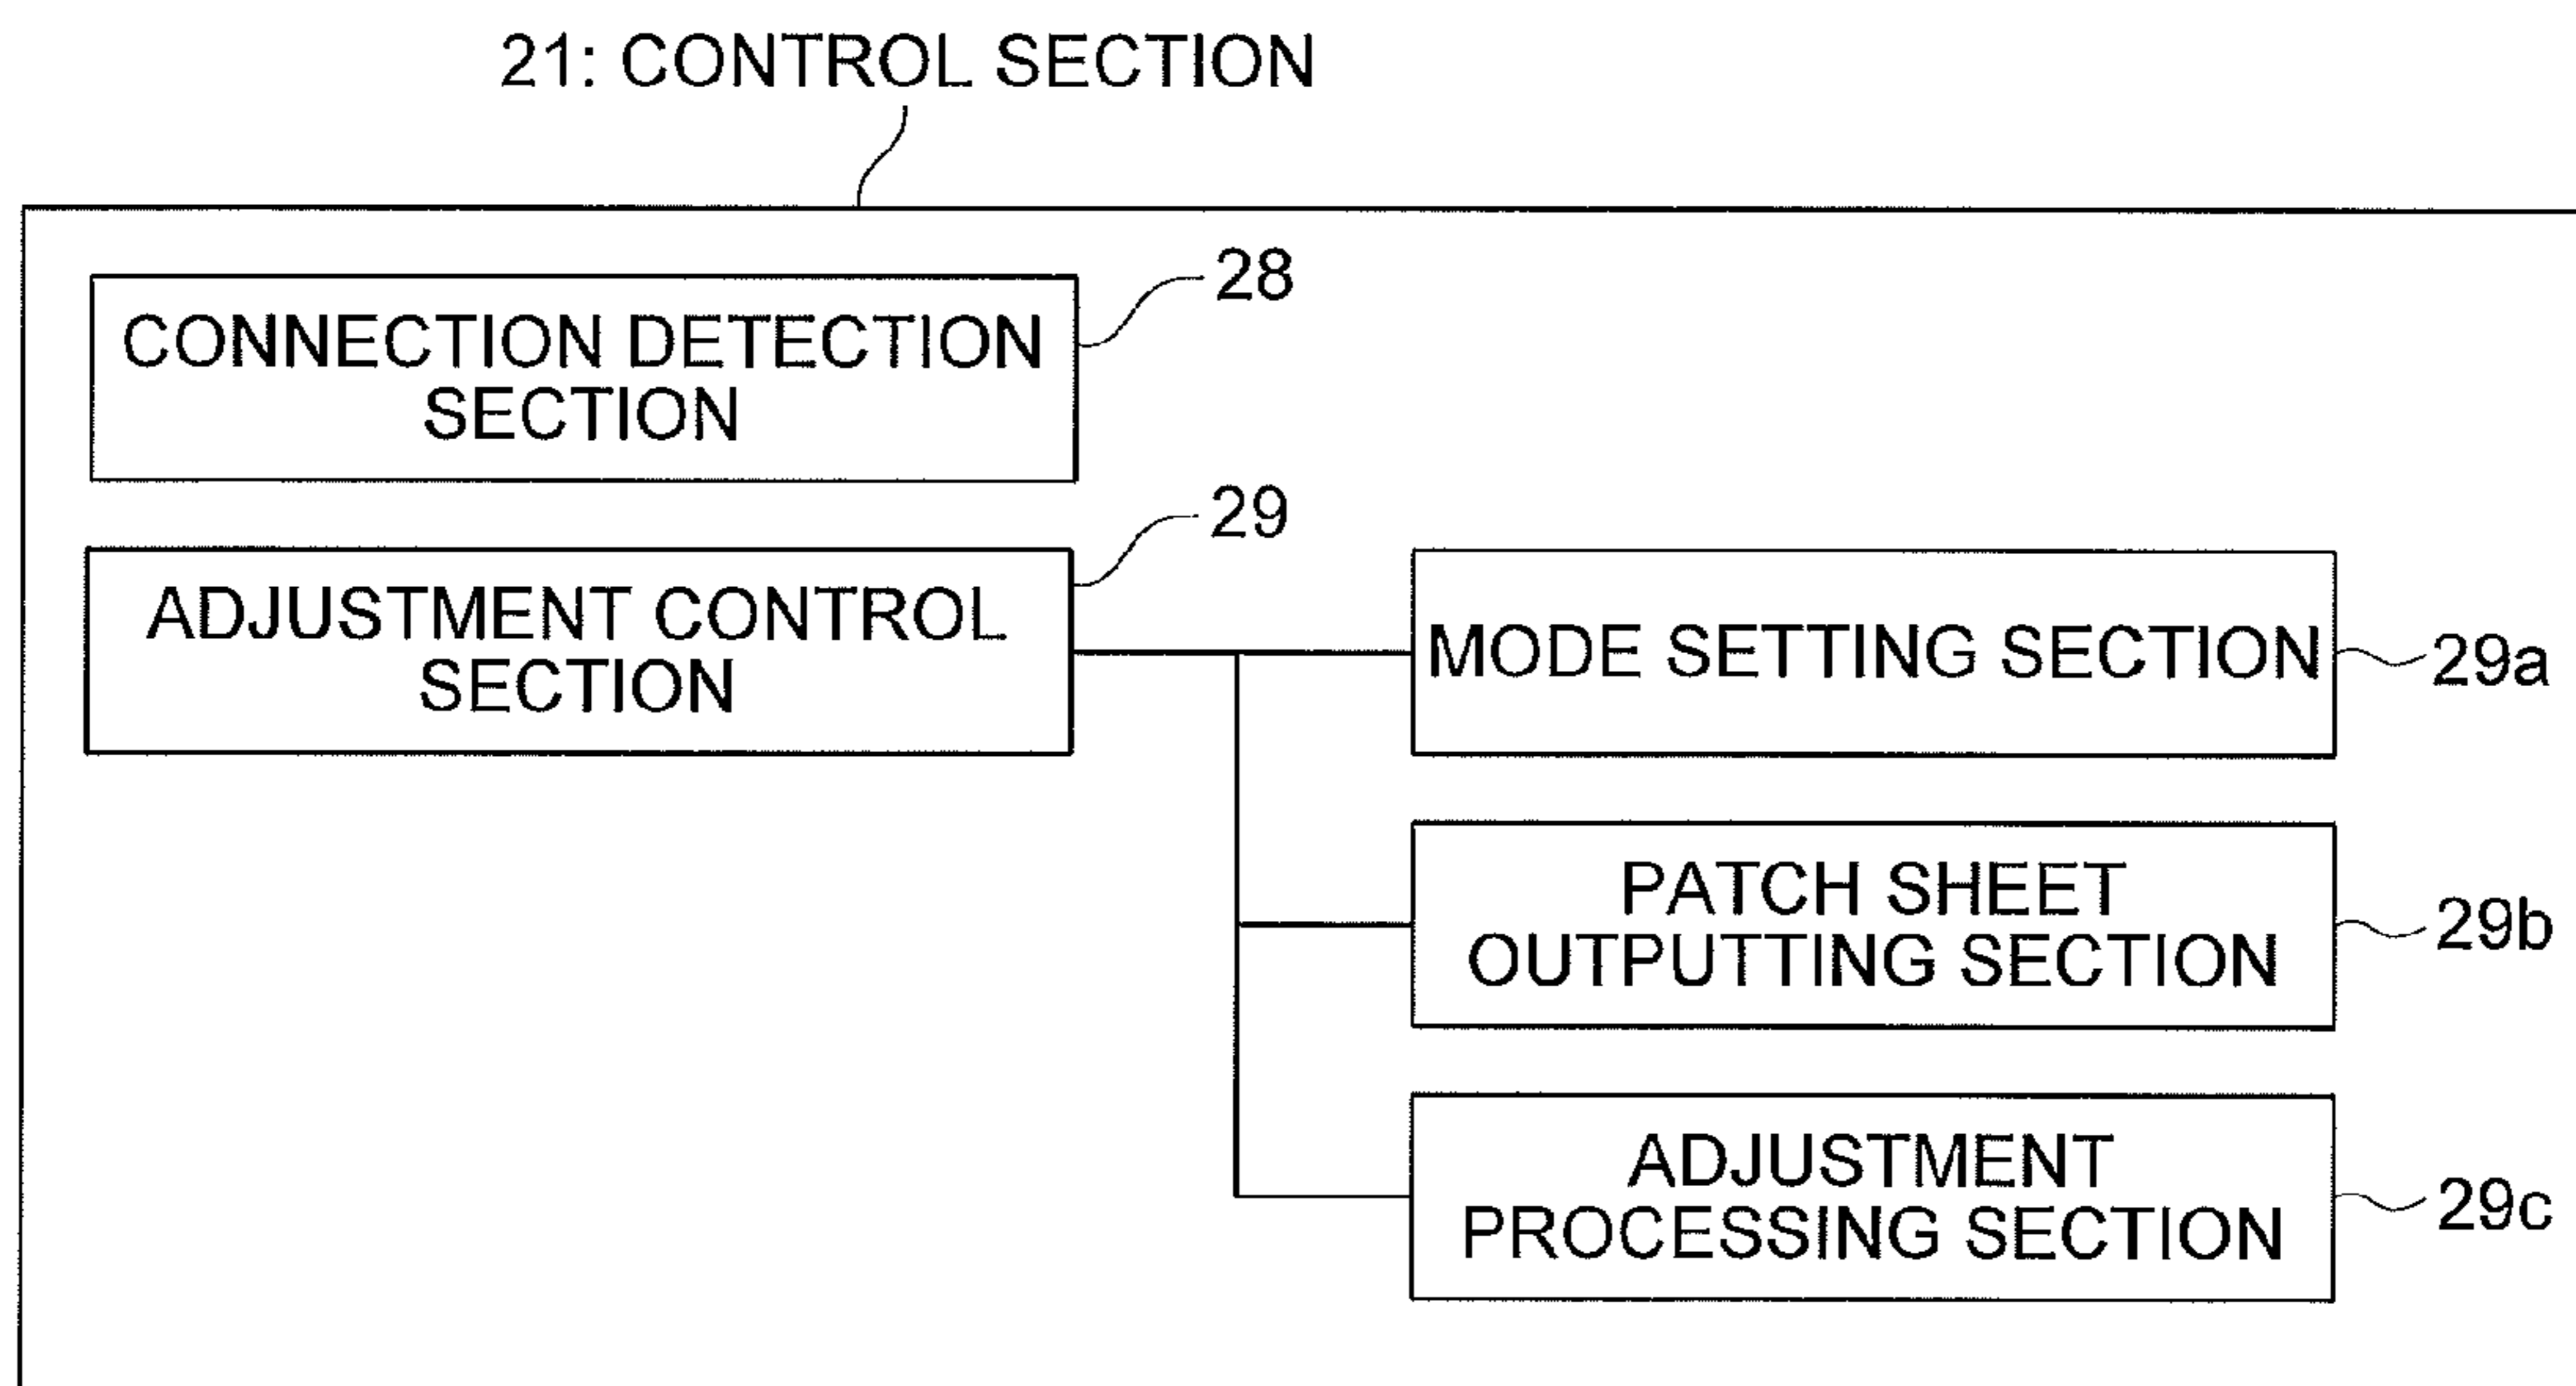 21: CONTROL SECTION
28
CONNECTION DETECTION
SECTION
29
ADJUSTMENT CONTROL
SECTION
MODE SETTING SECTION
29a
PATCH SHEET
OUTPUTTING SECTION
29b
ADJUSTMENT
PROCESSING SECTION
29c